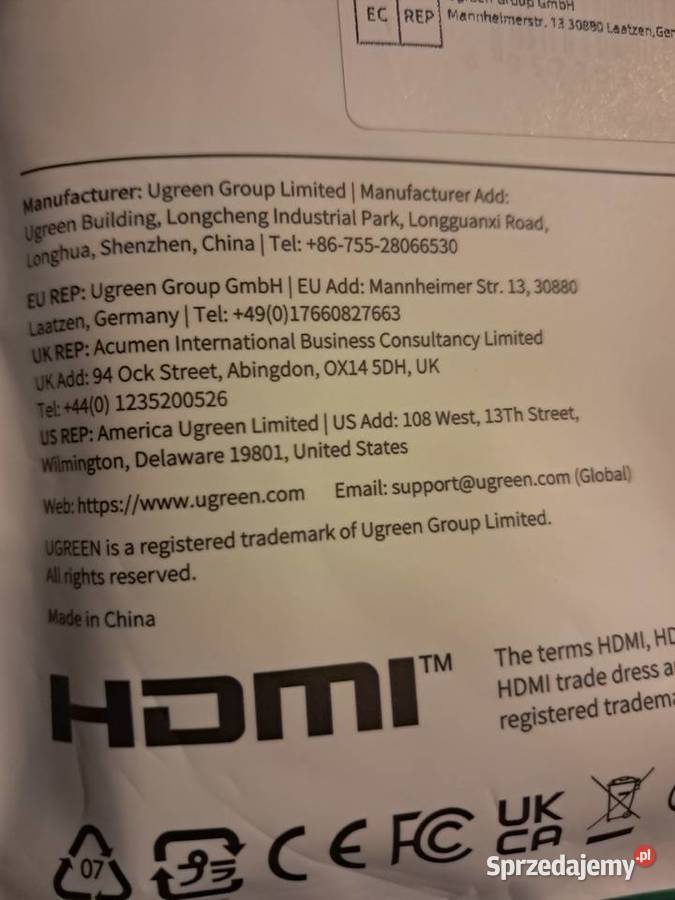 EC REP
Group GmbH
Mannheimerstr. 13 30880 Laatzen, Ger
Manufacturer: Ugreen Group Limited | Manufacturer Add:
Ugreen Building, Longcheng Industrial Park, Longguanxi Road,
Longhua, Shenzhen, China | Tel: +86-755-28066530
EU REP: Ugreen Group GmbH | EU Add: Mannheimer Str. 13, 30880
Laatzen, Germany | Tel: +49(0)17660827663
UK REP: Acumen International Business Consultancy Limited
UK Add: 94 Ock Street, Abingdon, OX14 5DH, UK
Tel: +44(0) 1235200526
US REP: America Ugreen Limited | US Add: 108 West, 13Th Street,
Wilmington, Delaware 19801, United States
Web: https://www.ugreen.com Email: support@ugreen.com (Global)
UGREEN is a registered trademark of Ugreen Group Limited.
All rights reserved.
Made in China
HDMI™
The terms HDMI, HD
HDMI trade dress a
registered tradema
07 プラ CE FC UK
CA
Sprzedajemy.pl